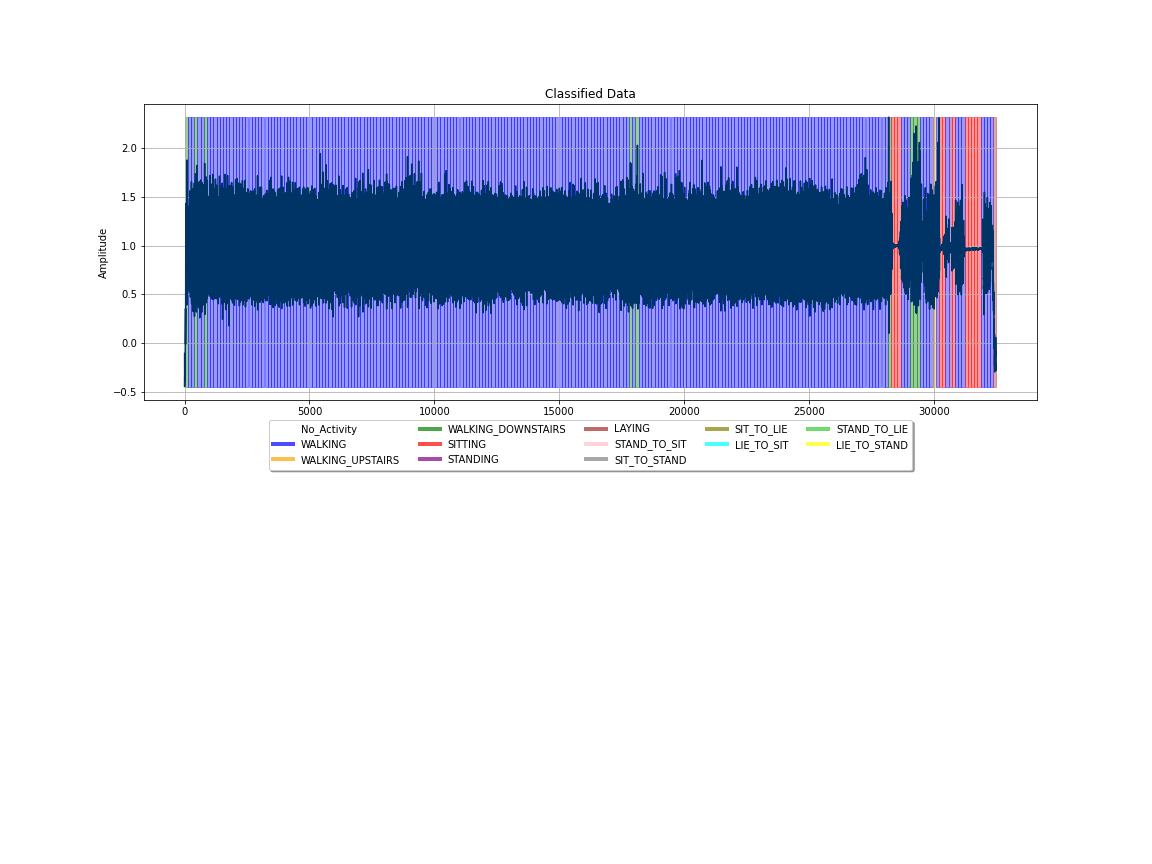 Classified Data
2.0
1.5
1.0
0.5
0.0
−0.5
Amplitude
0 5000 10000 15000 20000 25000 30000
No_Activity WALKING_DOWNSTAIRS LAYING SIT_TO_LIE STAND_TO_LIE
WALKING SITTING STAND_TO_SIT LIE_TO_SIT LIE_TO_STAND
WALKING_UPSTAIRS STANDING SIT_TO_STAND